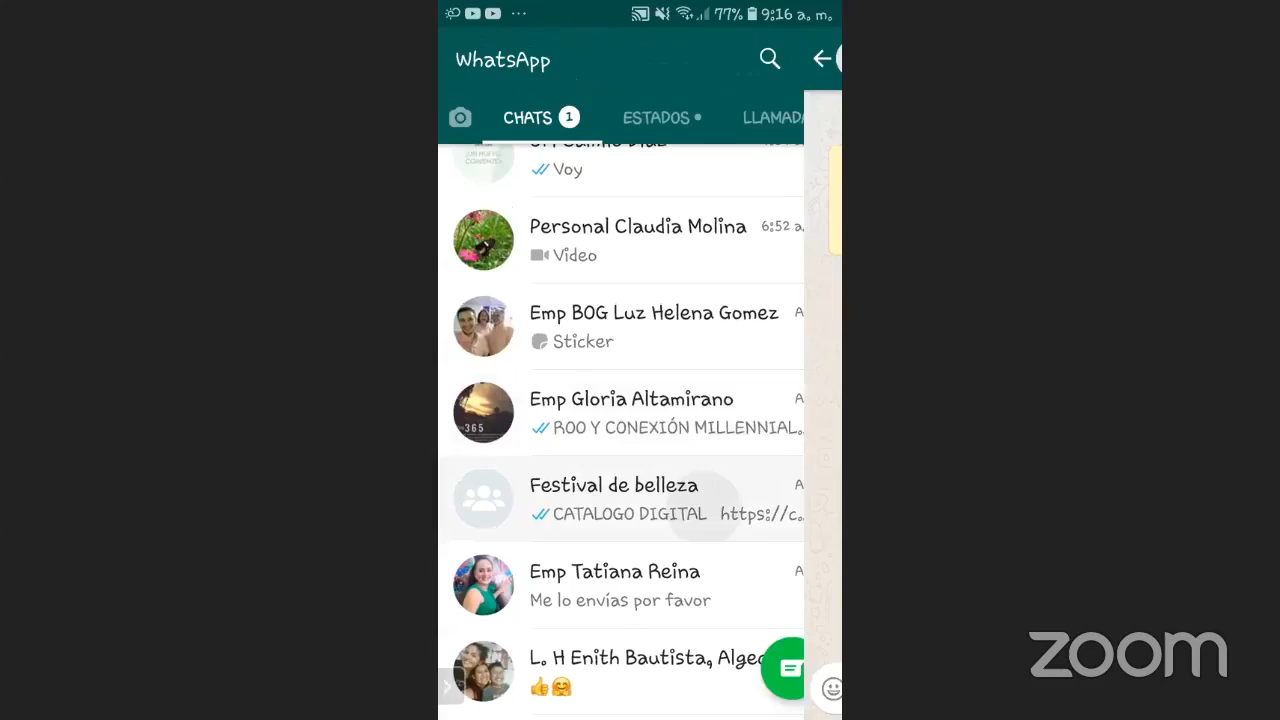 77% 9:16 a. m.
WhatsApp
CHATS 1 ESTADOS LLAMADA
Voy
Personal Claudia Molina 6:52 a.
Video
Emp BOG Luz Helena Gomez A
Sticker
Emp Gloria Altamirano A
365
ROO Y CONEXIÓN MILLENNIAL.
Festival de belleza A
CATALOGO DIGITAL https://c.
Emp Tatiana Reina A
Me lo envías por favor
L. H Enith Bautista, Alge
zoom